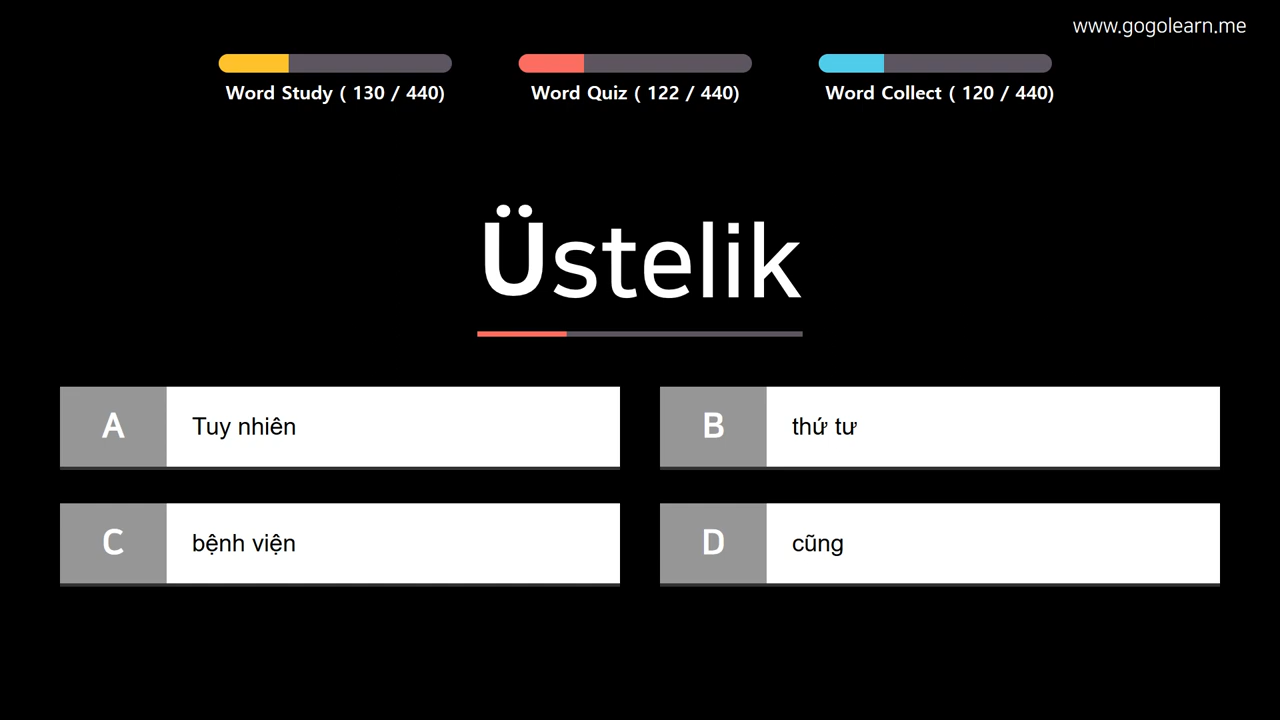 www.gogolearn.me
Word Study ( 130 / 440)
Word Quiz ( 122 / 440)
Word Collect ( 120 / 440)
Üstelik
A Tuy nhiên
B thứ tư
C bệnh viện
D cũng